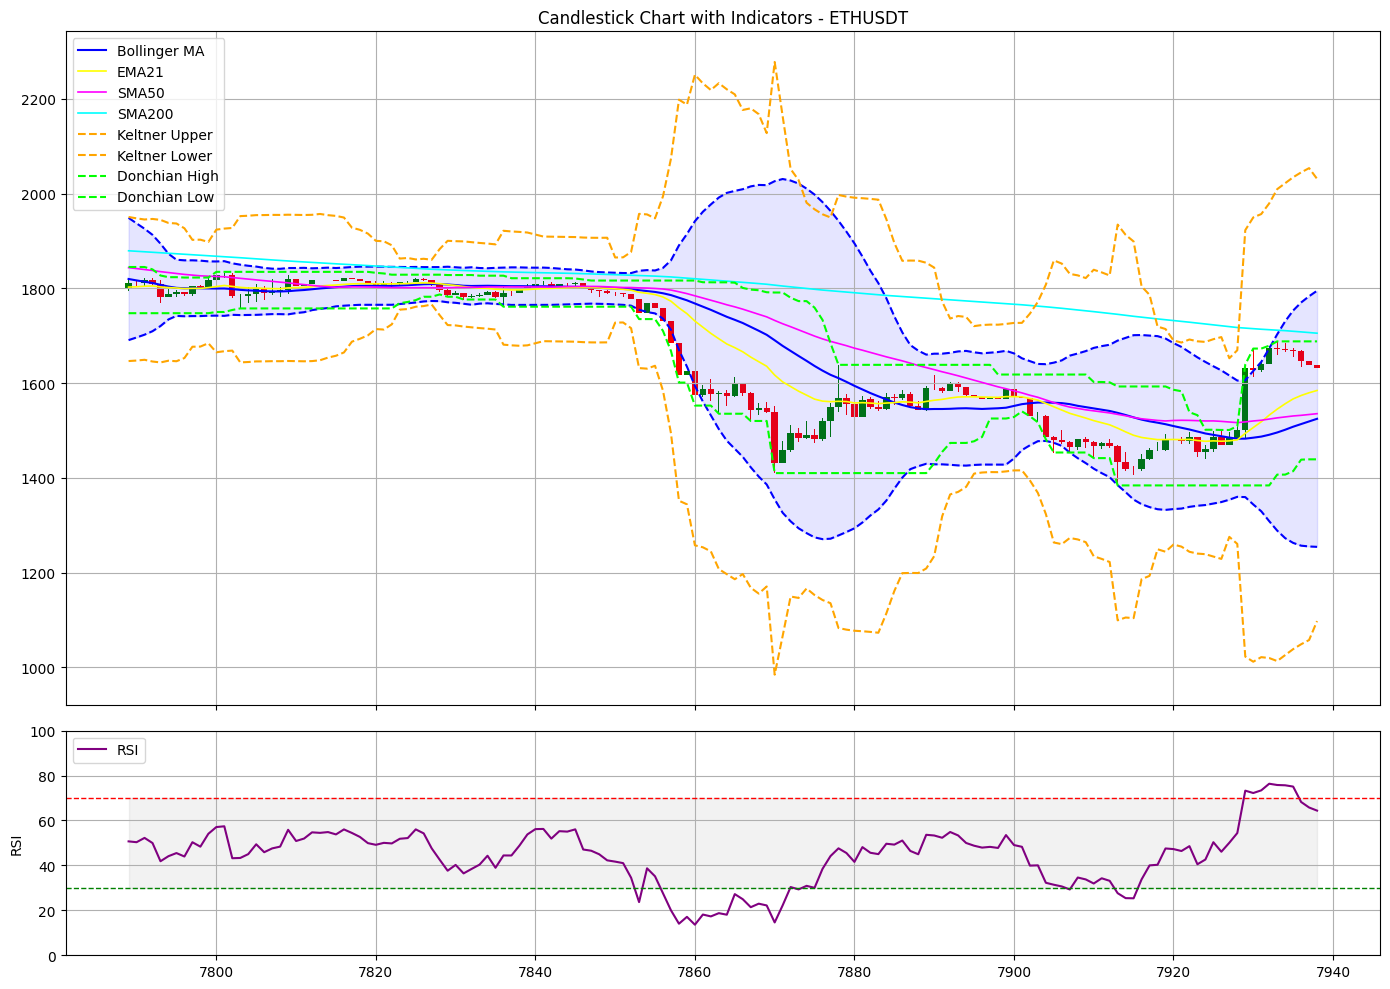 Candlestick Chart with Indicators - ETHUSDT
Bollinger MA
EMA21
SMA50
SMA200
Keltner Upper
Keltner Lower
Donchian High
Donchian Low
2200
2000
1800
1600
1400
1200
1000
RSI
100
80
60
40
20
0
RSI
7800 7820 7840 7860 7880 7900 7920 7940